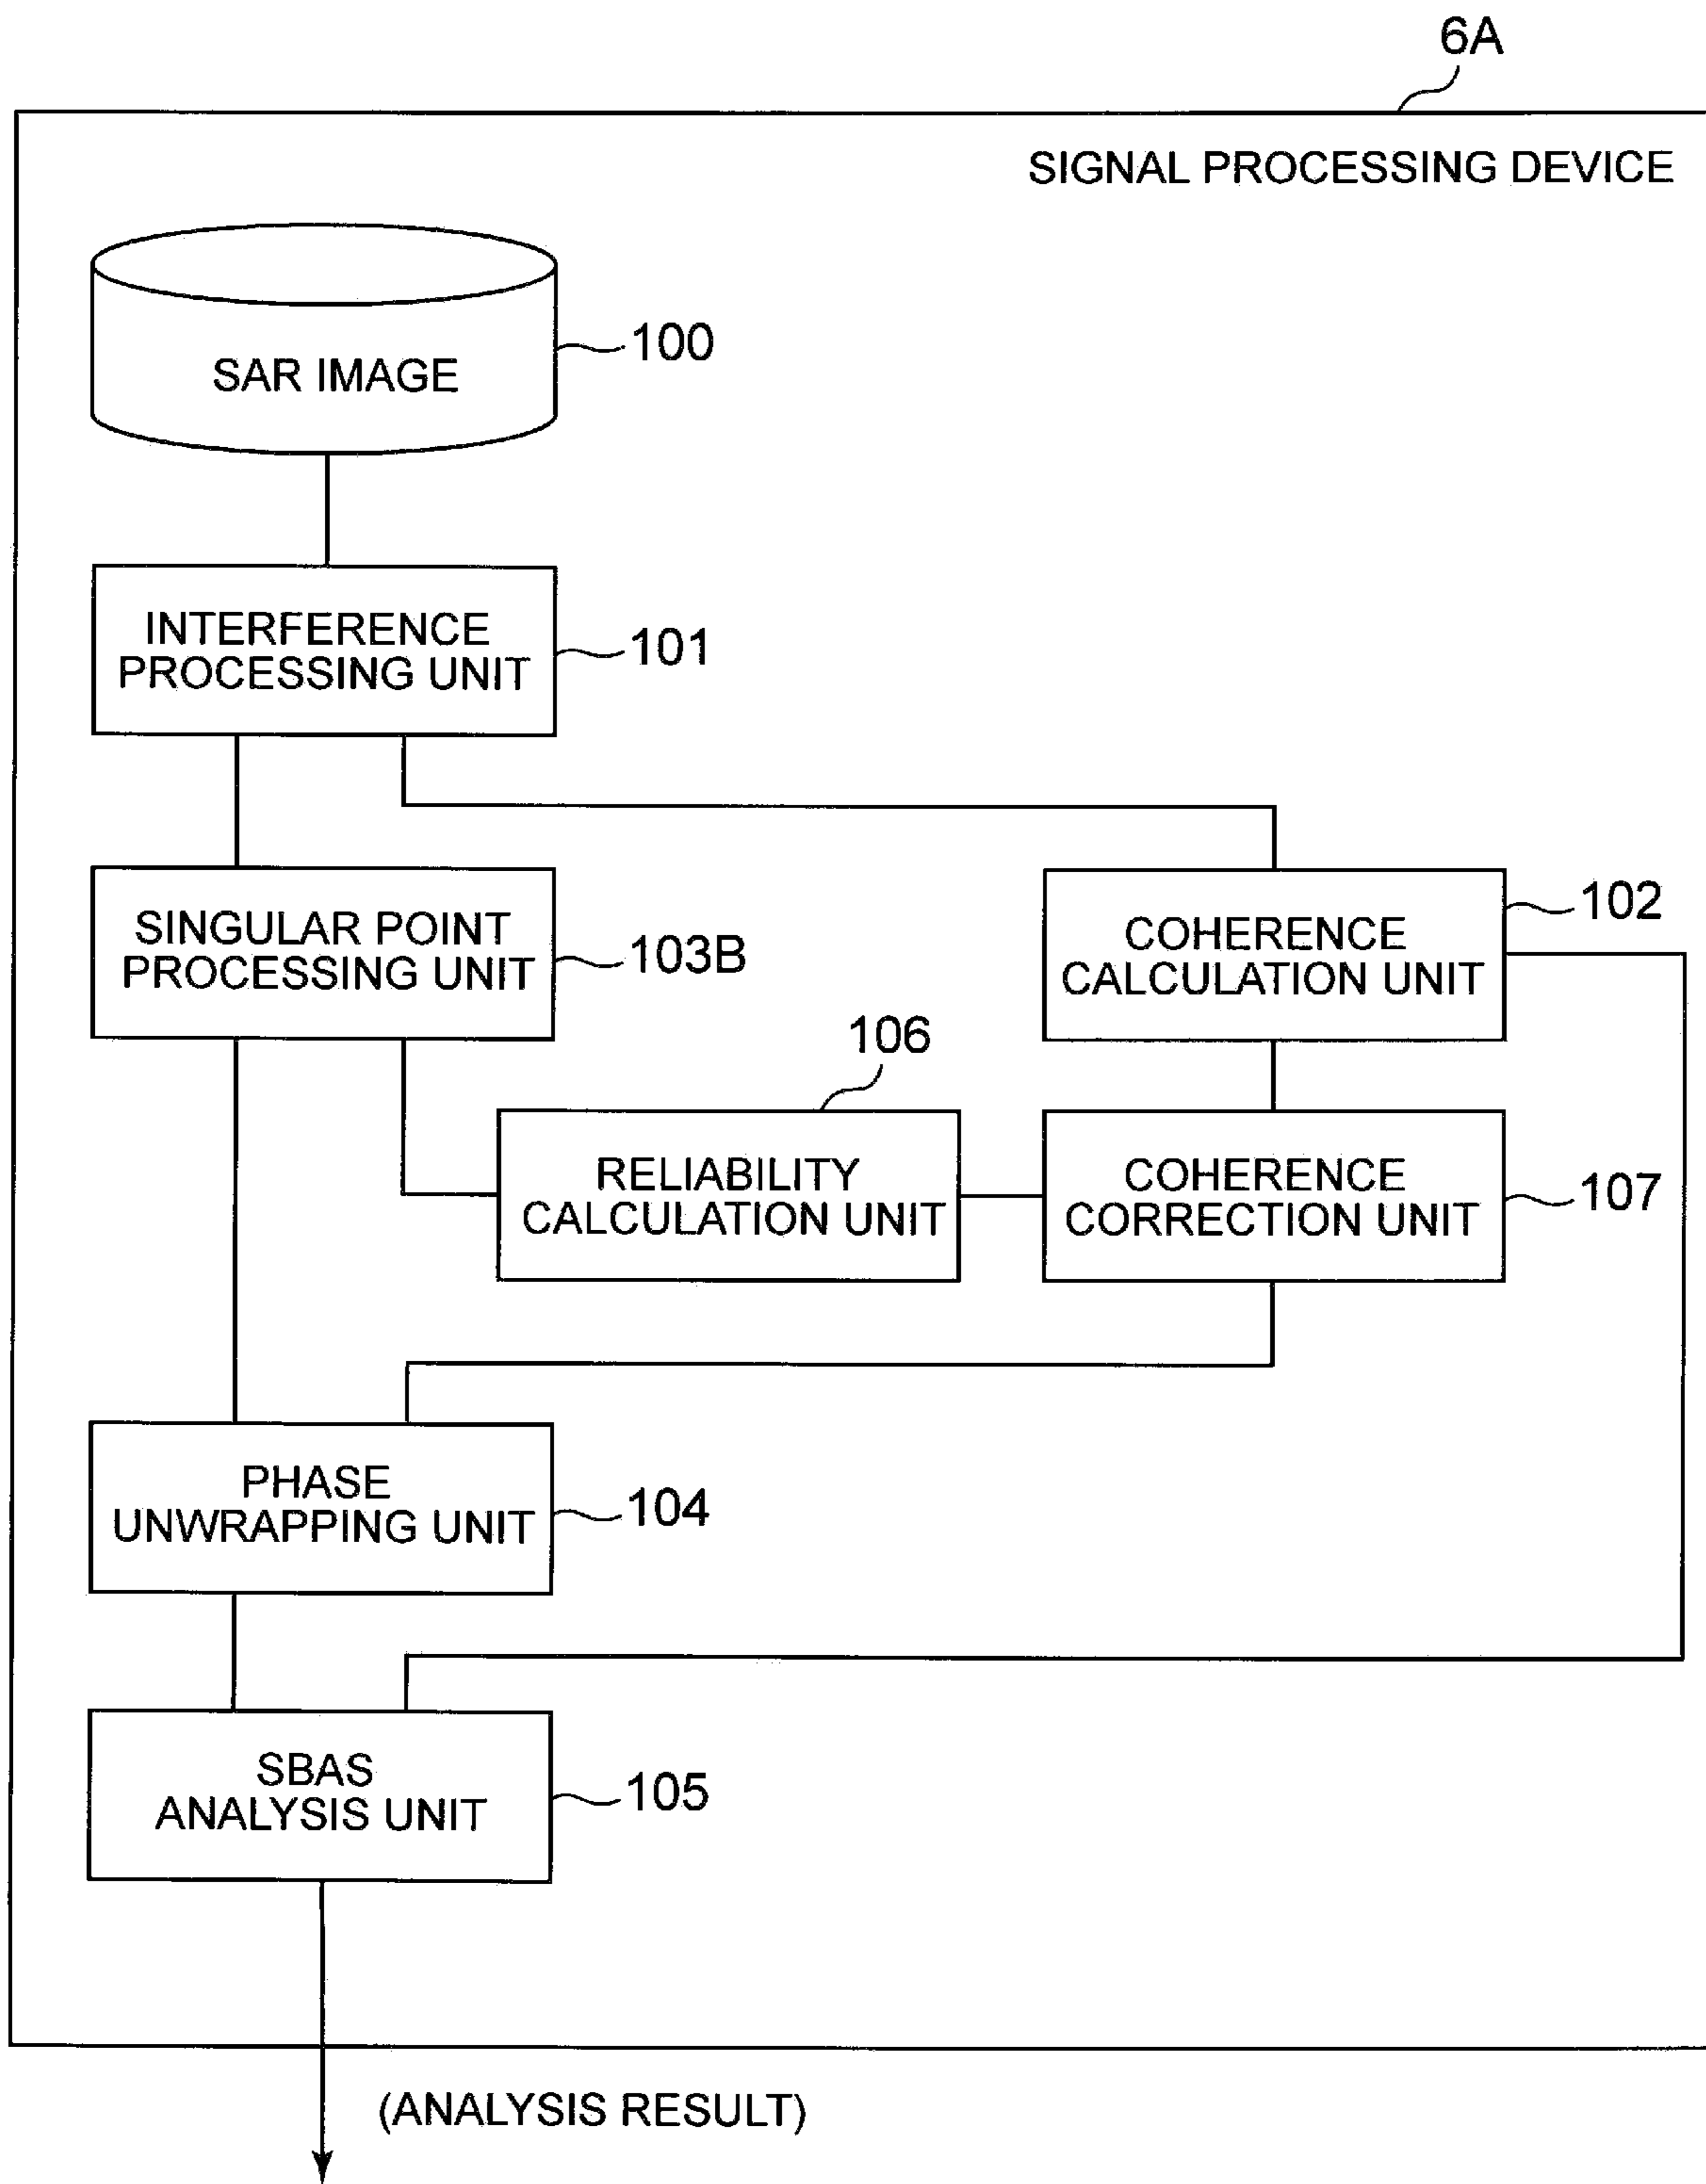 6A
SIGNAL PROCESSING DEVICE
SAR IMAGE
100
INTERFERENCE
PROCESSING UNIT
101
SINGULAR POINT
PROCESSING UNIT
103B
COHERENCE
CALCULATION UNIT
102
106
RELIABILITY
CALCULATION UNIT
COHERENCE
CORRECTION UNIT
107
PHASE
UNWRAPPING UNIT
104
SBAS
ANALYSIS UNIT
105
(ANALYSIS RESULT)